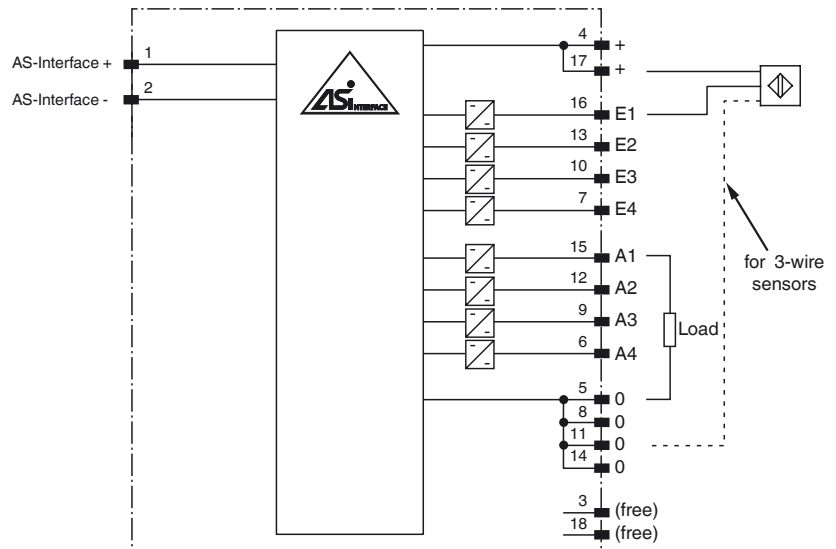 AS-Interface + 1
AS-Interface - 2
ASi INTERFACE
4 +
17 +
16 E1
13 E2
10 E3
7 E4
15 A1
12 A2
9 A3
6 A4
5 0
8 0
11 0
14 0
3 (free)
18 (free)
Load
for 3-wire
sensors